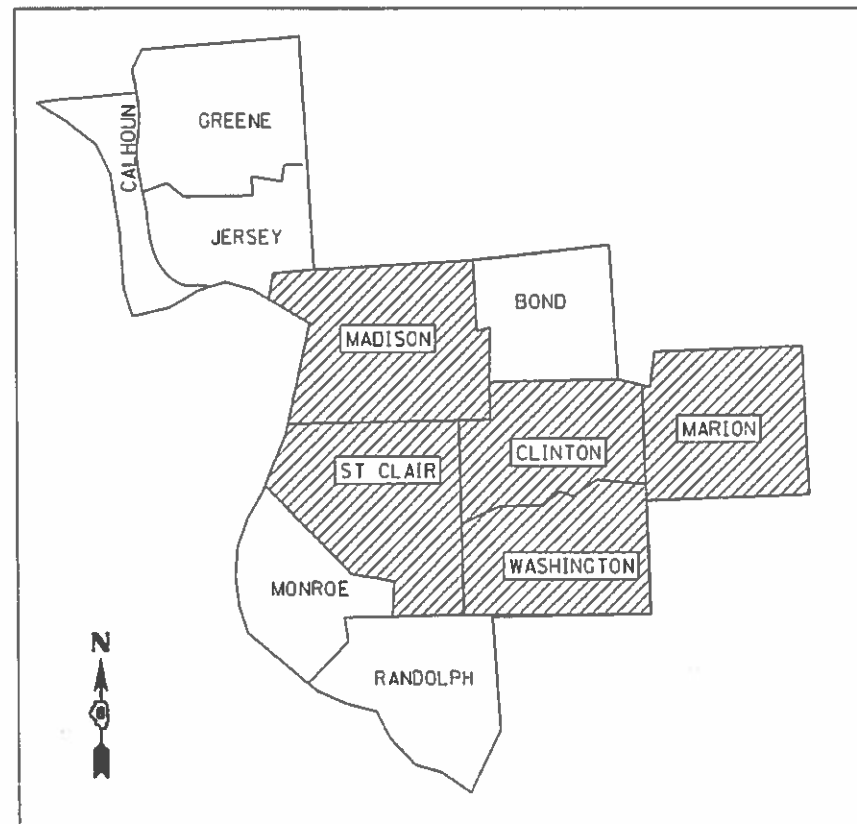 GREENE
CALHOUN
JERSEY
BOND
MADISON
MARION
CLINTON
ST CLAIR
WASHINGTON
MONROE
RANDOLPH
N